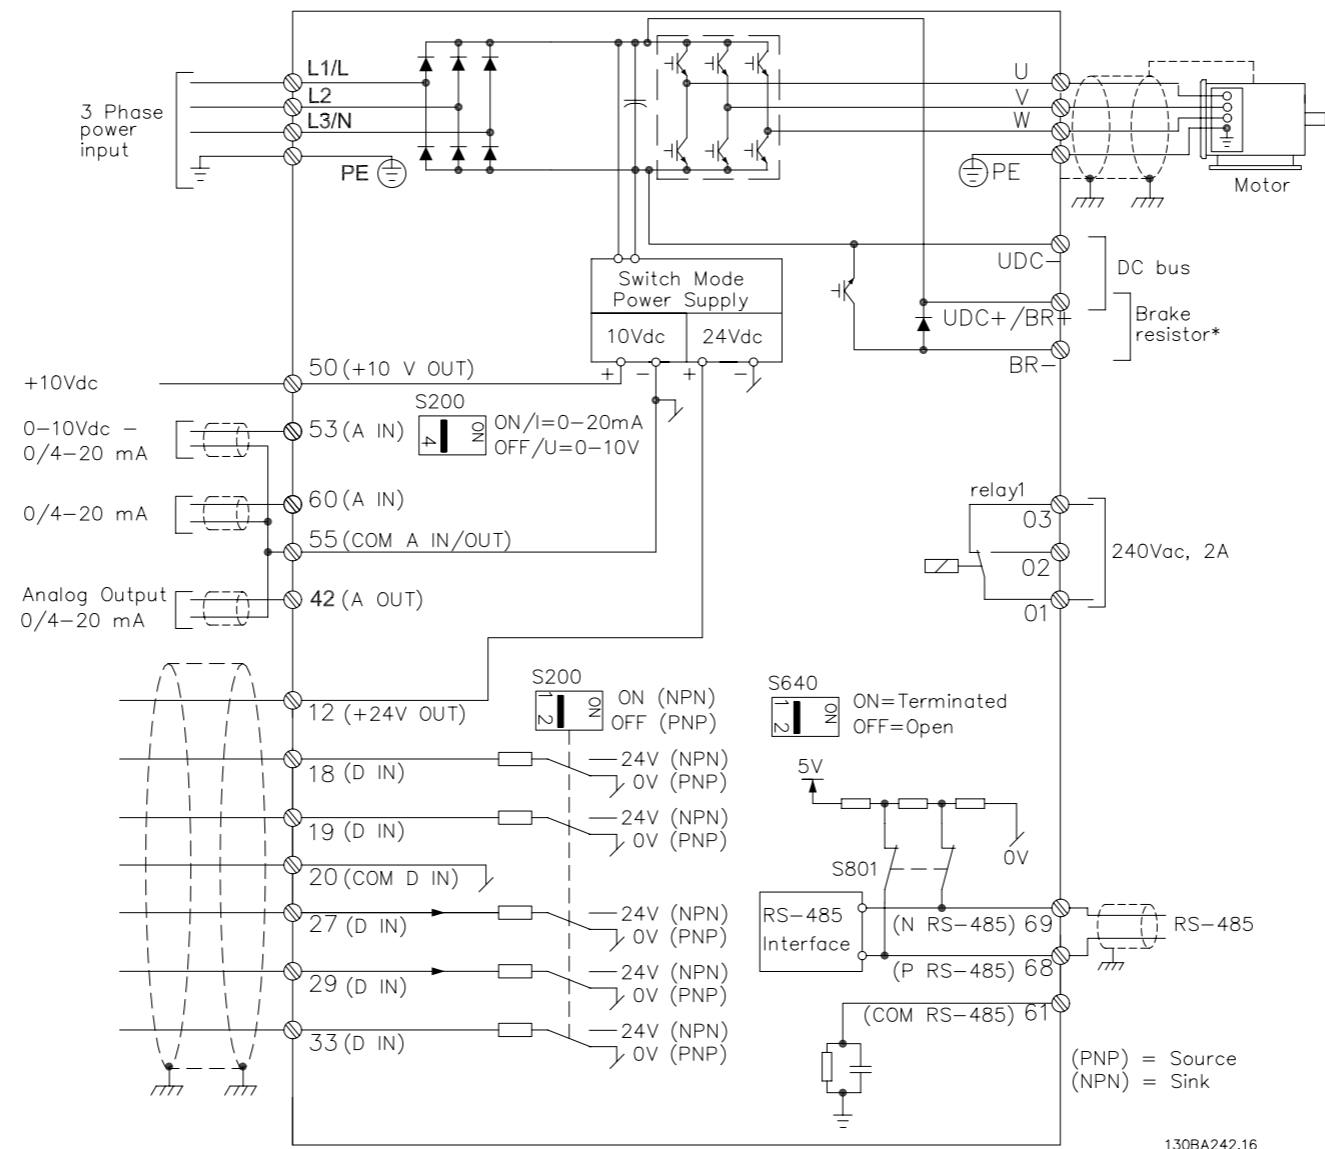 L1/L
L2
L3/N
3 Phase
power
input
PE
U
V
W
PE
Motor
UDC-
DC bus
UDC+/BR+
Brake
resistor*
BR-
Switch Mode
Power Supply
10Vdc
24Vdc
+ - + -
+10Vdc
50 (+10 V OUT)
S200
ON/I=0-20mA
OFF/U=0-10V
4
ON
0-10Vdc -
0/4-20 mA
53 (A IN)
0/4-20 mA
60 (A IN)
55 (COM A IN/OUT)
Analog Output
0/4-20 mA
42 (A OUT)
relay1
03
02
01
240Vac, 2A
12 (+24V OUT)
S200
1 2
ON
ON (NPN)
OFF (PNP)
S640
1 2
ON
ON=Terminated
OFF=Open
18 (D IN)
24V (NPN)
0V (PNP)
19 (D IN)
24V (NPN)
0V (PNP)
20 (COM D IN)
27 (D IN)
24V (NPN)
0V (PNP)
29 (D IN)
24V (NPN)
0V (PNP)
33 (D IN)
24V (NPN)
0V (PNP)
5V
0V
S801
RS-485
Interface
(N RS-485) 69
RS-485
(P RS-485) 68
(COM RS-485) 61
(PNP) = Source
(NPN) = Sink
130BA242.16